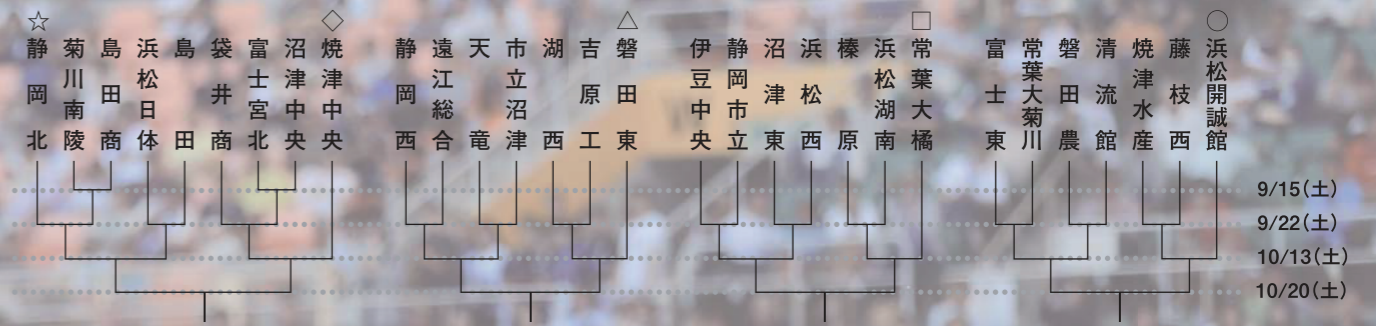 ☆ ◇ △ □ ○
静岡北
菊川南陵
島田商
浜松日体
島田
袋井商
富士宮北
沼津中央
焼津中央
静岡西
遠江総合
天竜
市立沼津
湖西
吉原工
磐田東
伊豆中央
静岡市立
沼津東
浜松西
榛原
浜松湖南
常葉大橘
富士東
常葉大菊川
磐田農
清流館
焼津水産
藤枝西
浜松開誠館
9/15(土)
9/22(土)
10/13(土)
10/20(土)